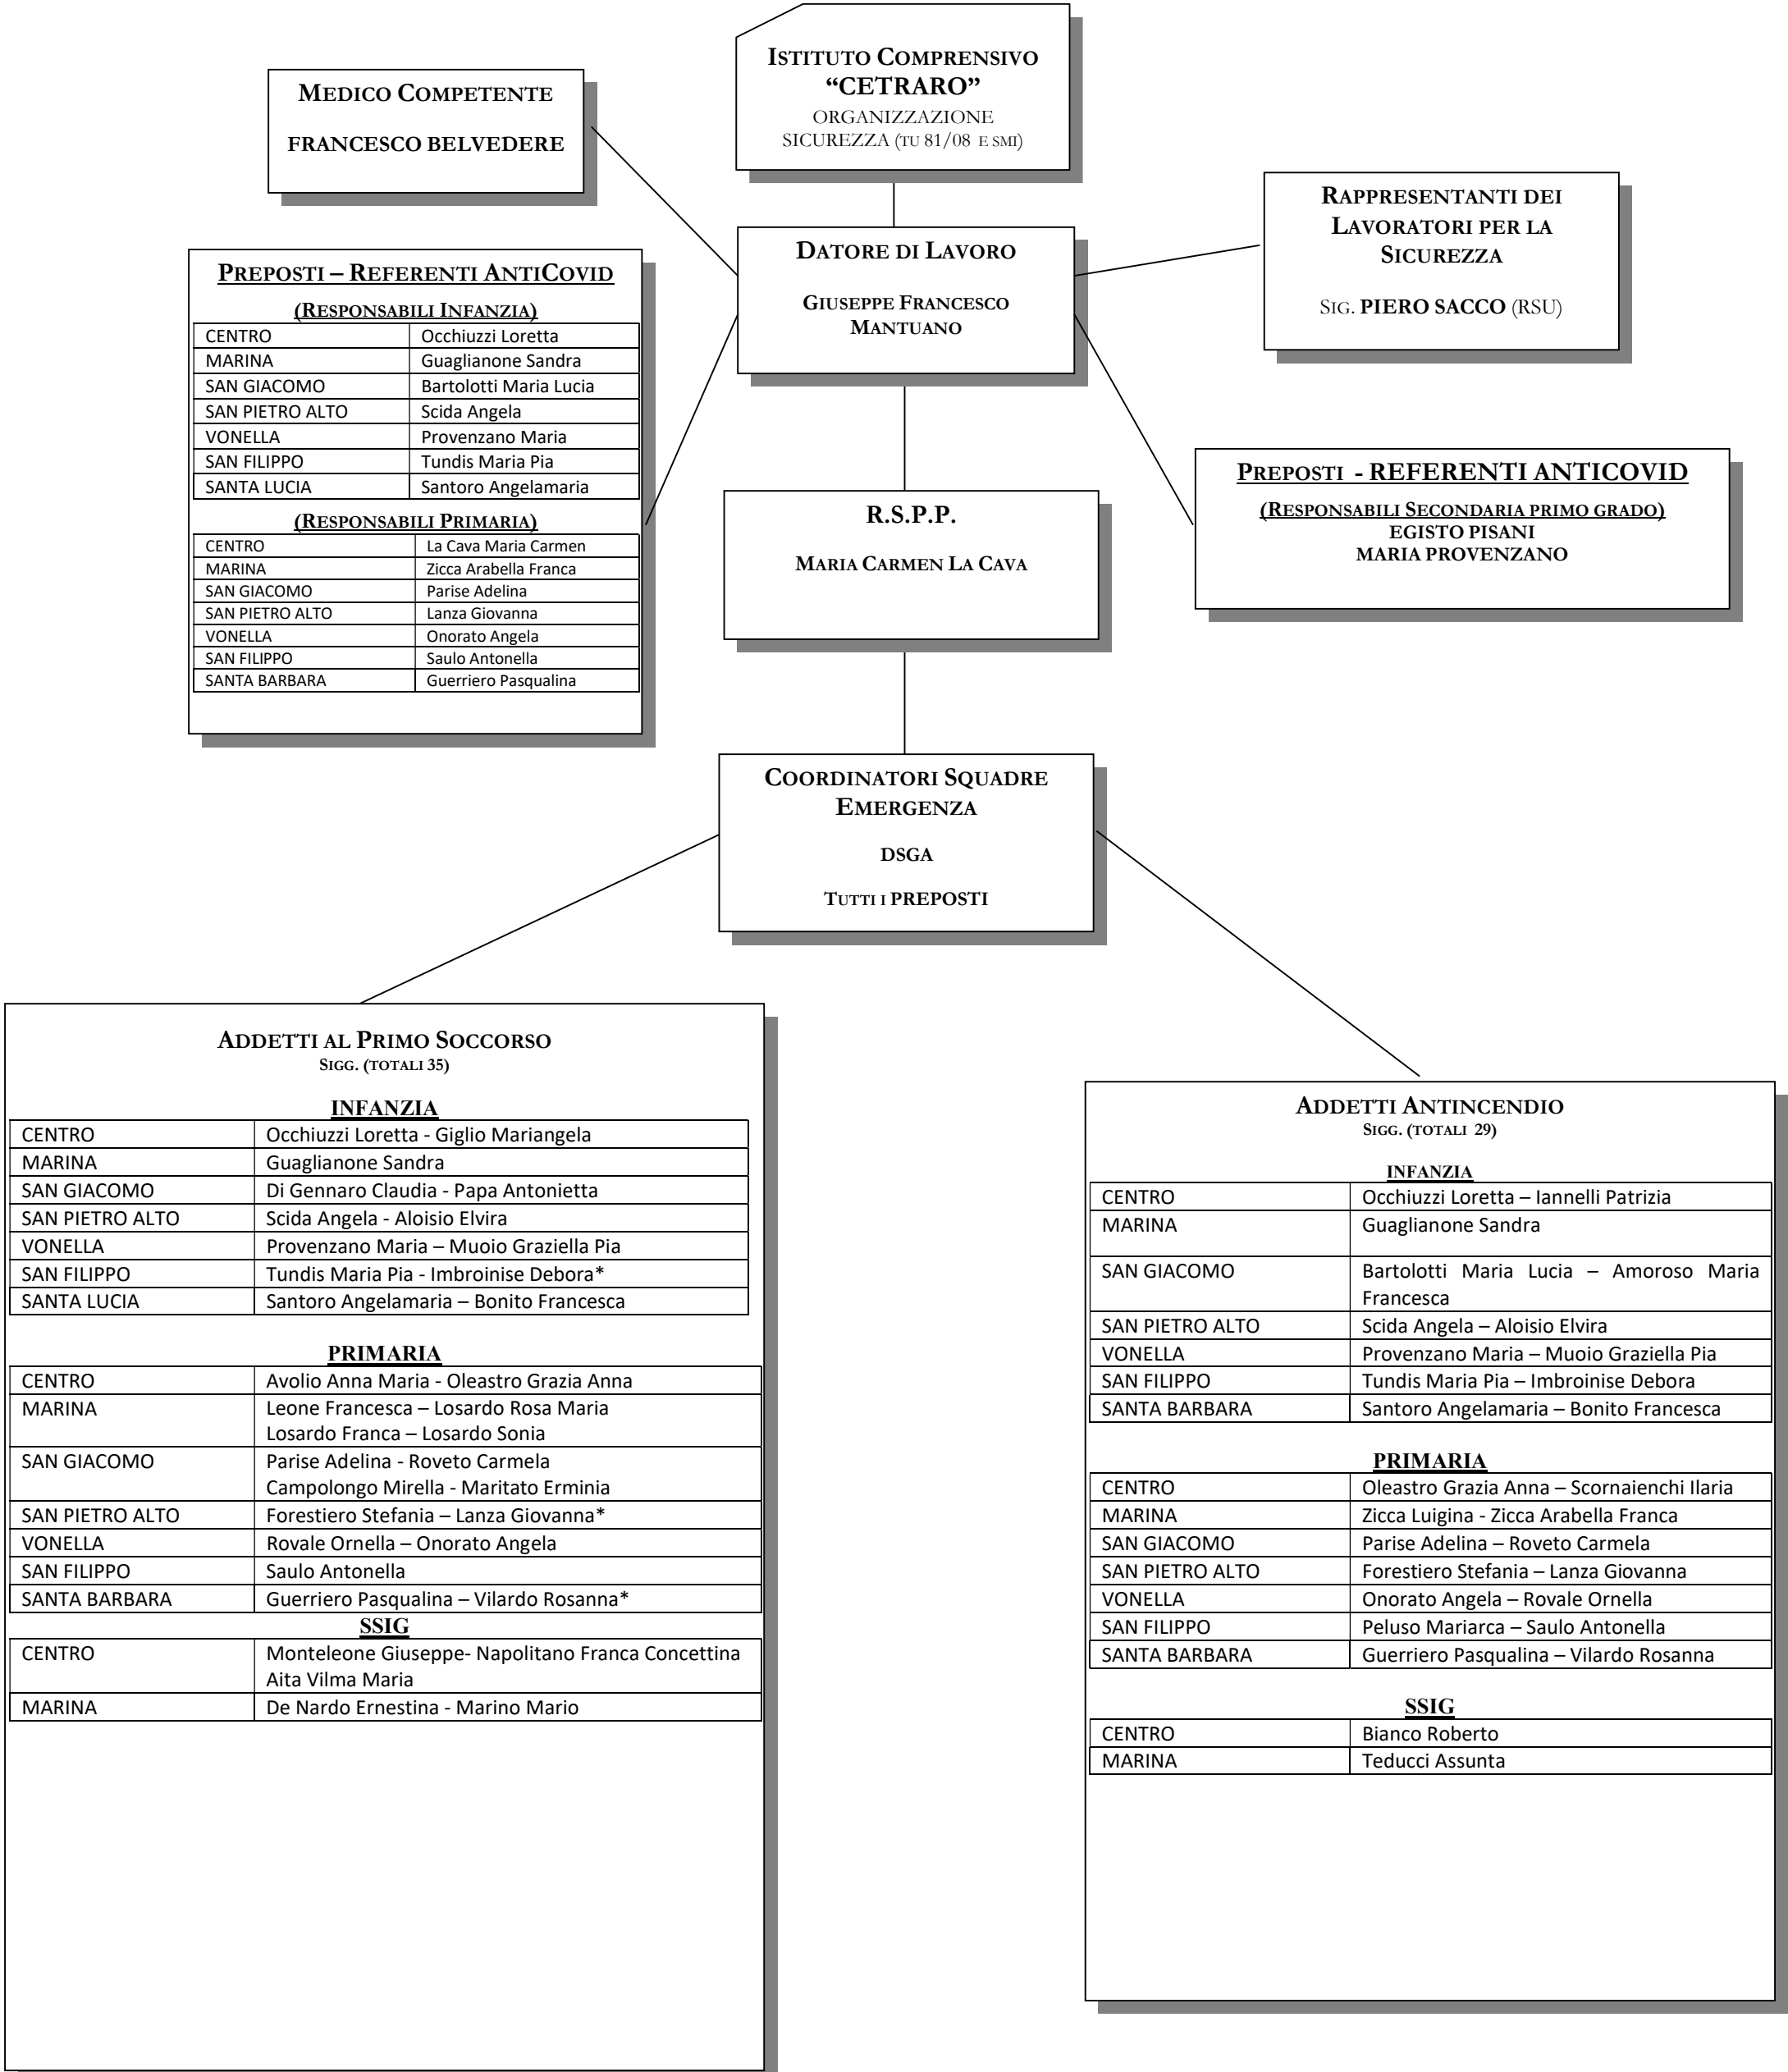 ISTITUTO COMPRENSIVO
“CETRARO”
ORGANIZZAZIONE
SICUREZZA (TU 81/08 E SMI)
MEDICO COMPETENTE
FRANCESCO BELVEDERE
RAPPRESENTANTI DEI
LAVORATORI PER LA
SICUREZZA
SIG. PIERO SACCO (RSU)
DATORE DI LAVORO
GIUSEPPE FRANCESCO
MANTUANO
PREPOSTI – REFERENTI ANTICOVID
(RESPONSABILI INFANZIA)
CENTRO Occhiuzzi Loretta
MARINA Guaglianone Sandra
SAN GIACOMO Bartolotti Maria Lucia
SAN PIETRO ALTO Scida Angela
VONELLA Provenzano Maria
SAN FILIPPO Tundis Maria Pia
SANTA LUCIA Santoro Angelamaria
(RESPONSABILI PRIMARIA)
CENTRO La Cava Maria Carmen
MARINA Zicca Arabella Franca
SAN GIACOMO Parise Adelina
SAN PIETRO ALTO Lanza Giovanna
VONELLA Onorato Angela
SAN FILIPPO Saulo Antonella
SANTA BARBARA Guerriero Pasqualina
PREPOSTI - REFERENTI ANTICOVID
(RESPONSABILI SECONDARIA PRIMO GRADO)
EGISTO PISANI
MARIA PROVENZANO
R.S.P.P.
MARIA CARMEN LA CAVA
COORDINATORI SQUADRE
EMERGENZA
DSGA
TUTTI I PREPOSTI
ADDETTI AL PRIMO SOCCORSO
SIGG. (TOTALI 35)
INFANZIA
CENTRO Occhiuzzi Loretta - Giglio Mariangela
MARINA Guaglianone Sandra
SAN GIACOMO Di Gennaro Claudia - Papa Antonietta
SAN PIETRO ALTO Scida Angela - Aloisio Elvira
VONELLA Provenzano Maria – Muoio Graziella Pia
SAN FILIPPO Tundis Maria Pia - Imbroinise Debora*
SANTA LUCIA Santoro Angelamaria – Bonito Francesca
PRIMARIA
CENTRO Avolio Anna Maria - Oleastro Grazia Anna
MARINA Leone Francesca – Losardo Rosa Maria
Losardo Franca – Losardo Sonia
SAN GIACOMO Parise Adelina - Roveto Carmela
Campolongo Mirella - Maritato Erminia
SAN PIETRO ALTO Forestiero Stefania – Lanza Giovanna*
VONELLA Rovale Ornella – Onorato Angela
SAN FILIPPO Saulo Antonella
SANTA BARBARA Guerriero Pasqualina – Vilardo Rosanna*
SSIG
CENTRO Monteleone Giuseppe- Napolitano Franca Concettina
Aita Vilma Maria
MARINA De Nardo Ernestina - Marino Mario
ADDETTI ANTINCENDIO
SIGG. (TOTALI 29)
INFANZIA
CENTRO Occhiuzzi Loretta – Iannelli Patrizia
MARINA Guaglianone Sandra
SAN GIACOMO Bartolotti Maria Lucia – Amoroso Maria
Francesca
SAN PIETRO ALTO Scida Angela – Aloisio Elvira
VONELLA Provenzano Maria – Muoio Graziella Pia
SAN FILIPPO Tundis Maria Pia – Imbroinise Debora
SANTA BARBARA Santoro Angelamaria – Bonito Francesca
PRIMARIA
CENTRO Oleastro Grazia Anna – Scornaienchi Ilaria
MARINA Zicca Luigina - Zicca Arabella Franca
SAN GIACOMO Parise Adelina – Roveto Carmela
SAN PIETRO ALTO Forestiero Stefania – Lanza Giovanna
VONELLA Onorato Angela – Rovale Ornella
SAN FILIPPO Peluso Mariarca – Saulo Antonella
SANTA BARBARA Guerriero Pasqualina – Vilardo Rosanna
SSIG
CENTRO Bianco Roberto
MARINA Teducci Assunta